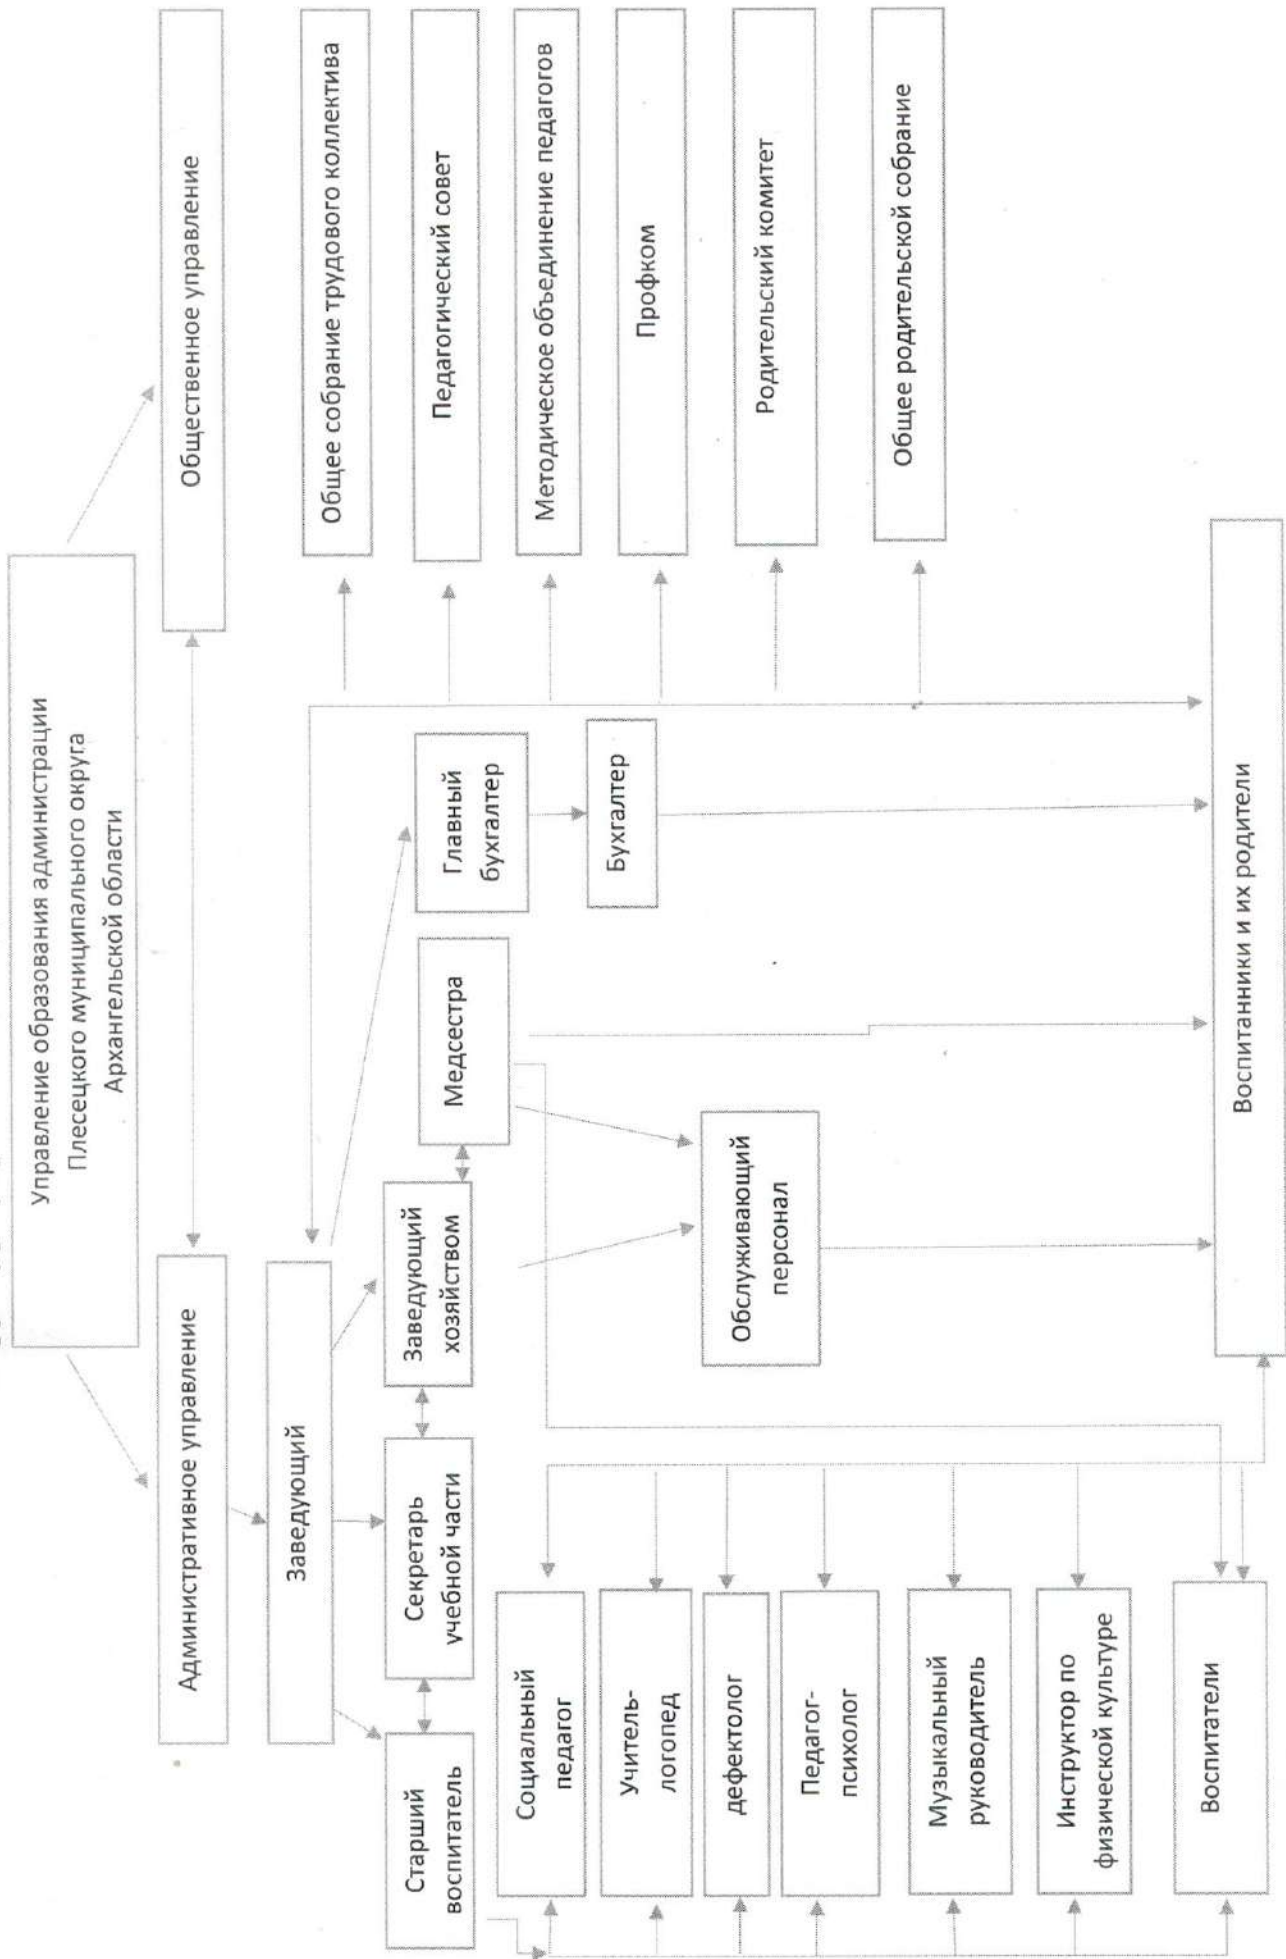 Управление образования администрации
Плесецкого муниципального округа
Архангельской области
Административное управление
Общественное управление
Заведующий
Общее собрание трудового коллектива
Старший
воспитатель
Секретарь
учебной части
Заведующий
хозяйством
Медсестра
Главный
бухгалтер
Педагогический совет
Социальный
педагог
Методическое объединение педагогов
Учитель-
логопед
Бухгалтер
Профком
дефектолог
Обслуживающий
персонал
Родительский комитет
Педагог-
психолог
Общее родительской собрание
Музыкальный
руководитель
Инструктор по
физической культуре
Воспитатели
Воспитанники и их родители